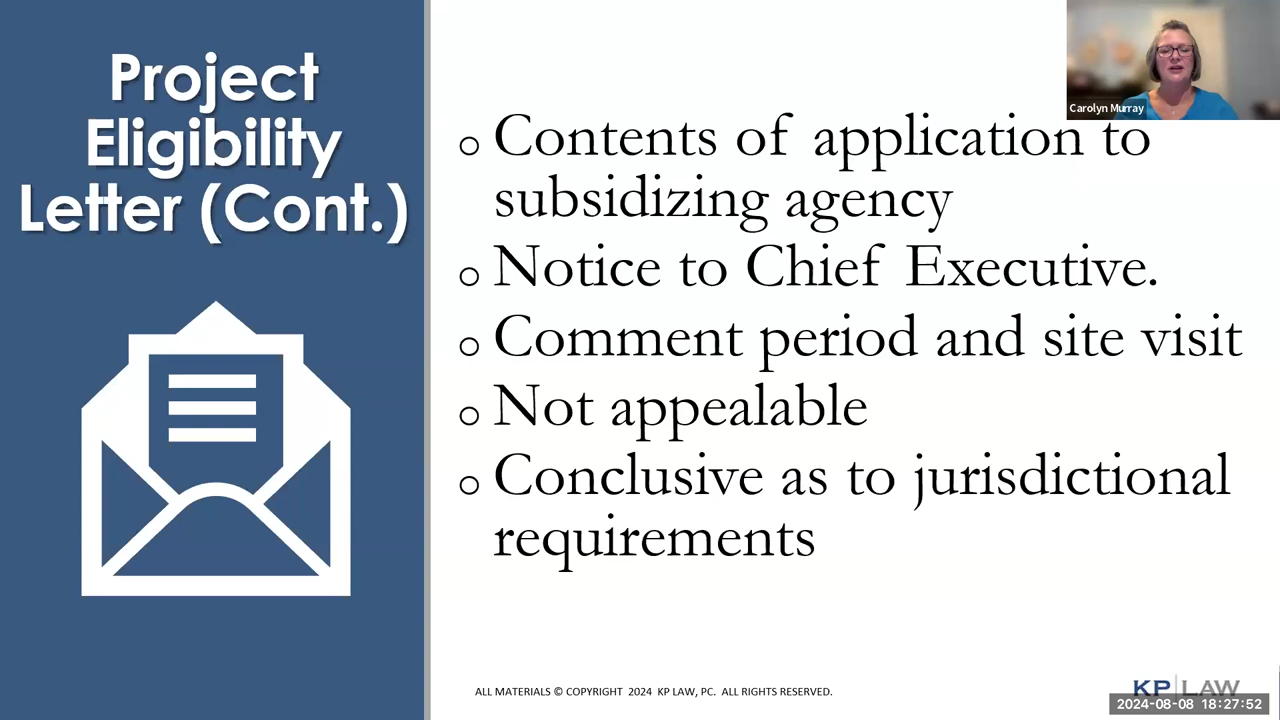 Project
Eligibility
Letter (Cont.)
Carolyn Murray
o Contents of application to
subsidizing agency
o Notice to Chief Executive.
o Comment period and site visit
o Not appealable
o Conclusive as to jurisdictional
requirements
ALL MATERIALS © COPYRIGHT 2024 KP LAW, PC. ALL RIGHTS RESERVED.
KP | LAW
2024-08-08 18:27:52